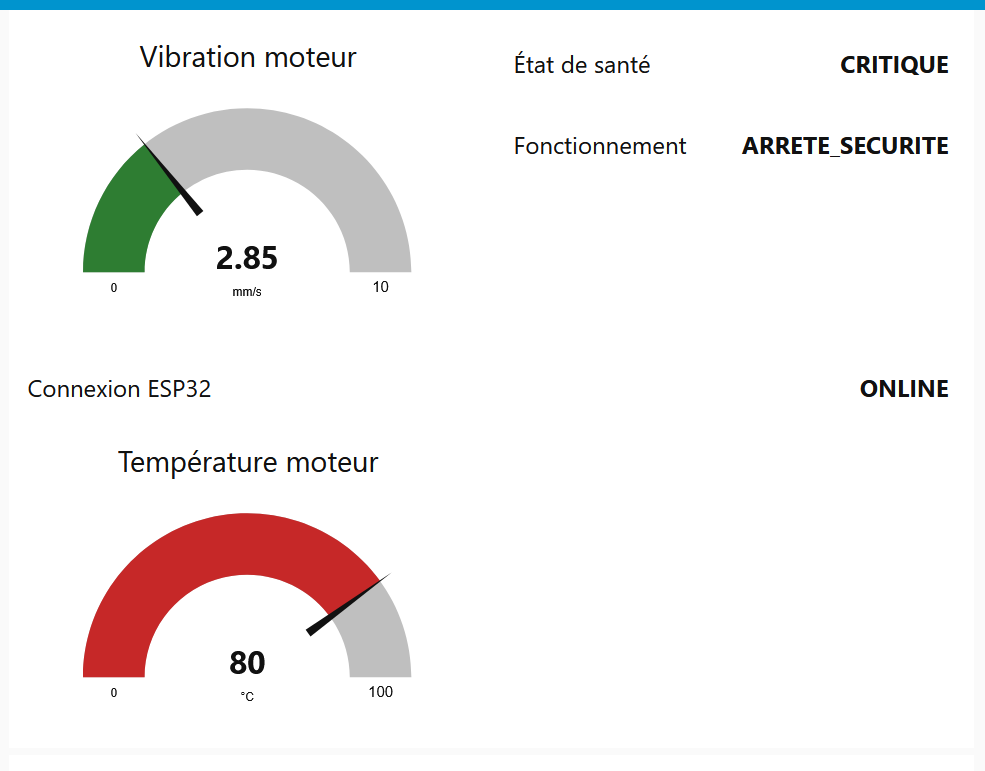 Vibration moteur
État de santé CRITIQUE
Fonctionnement ARRETE_SECURITE
2.85
0 mm/s 10
Connexion ESP32 ONLINE
Température moteur
80
0 °C 100